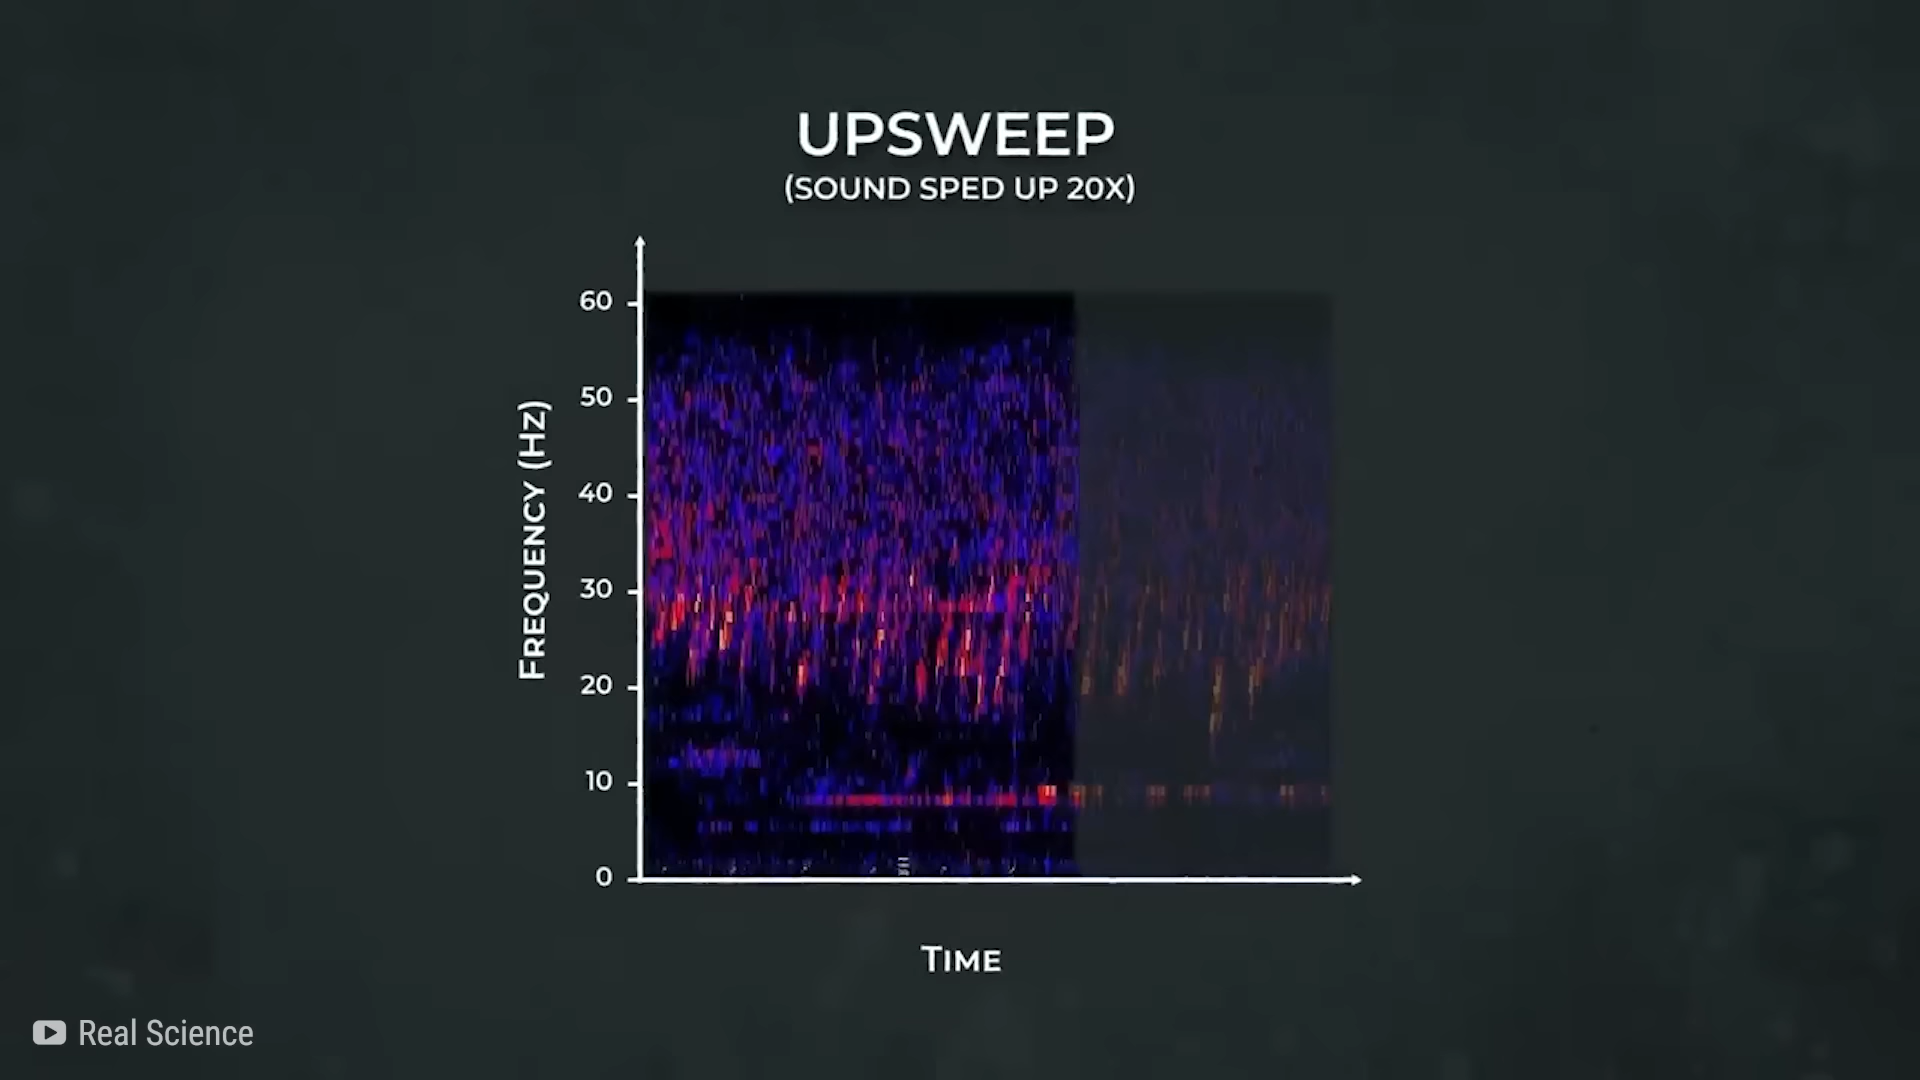 UPSWEEP
(SOUND SPED UP 20X)
60
50
40
30
20
10
0
FREQUENCY (HZ)
TIME
Real Science